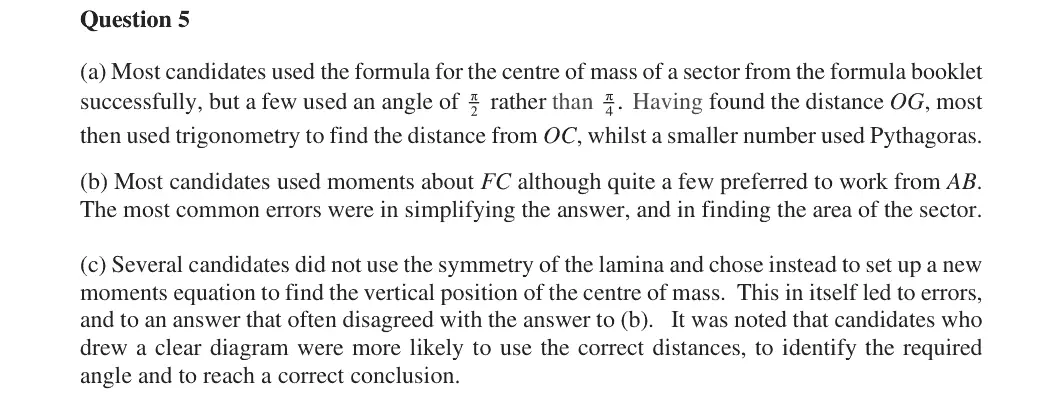 Question 5
(a) Most candidates used the formula for the centre of mass of a sector from the formula booklet
successfully, but a few used an angle of π/2 rather than π/4. Having found the distance OG, most
then used trigonometry to find the distance from OC, whilst a smaller number used Pythagoras.
(b) Most candidates used moments about FC although quite a few preferred to work from AB.
The most common errors were in simplifying the answer, and in finding the area of the sector.
(c) Several candidates did not use the symmetry of the lamina and chose instead to set up a new
moments equation to find the vertical position of the centre of mass. This in itself led to errors,
and to an answer that often disagreed with the answer to (b). It was noted that candidates who
drew a clear diagram were more likely to use the correct distances, to identify the required
angle and to reach a correct conclusion.